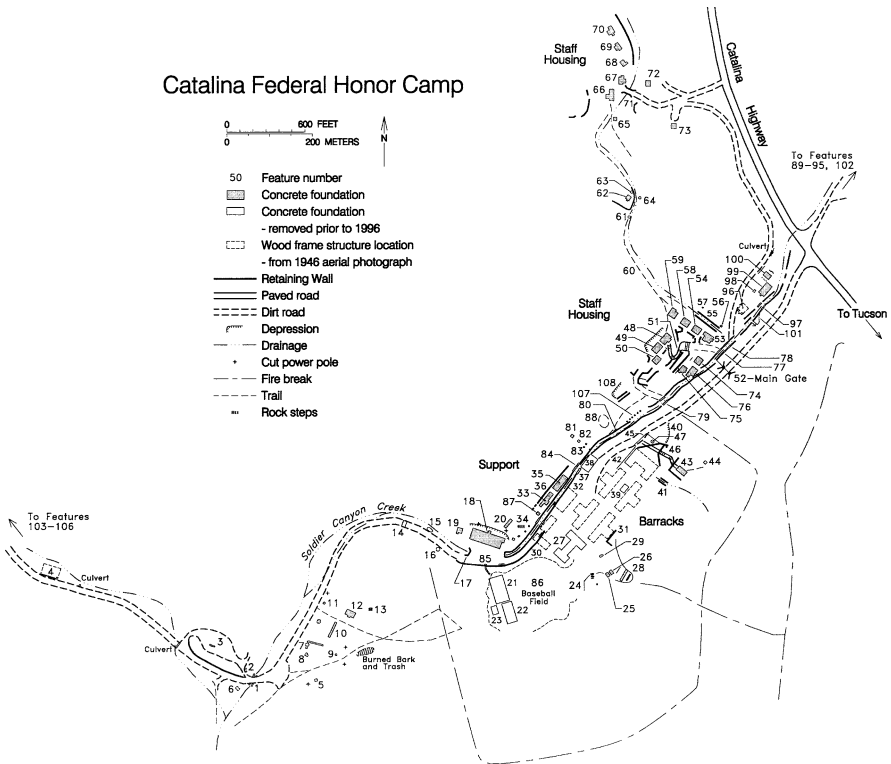 Catalina Federal Honor Camp
0 600 FEET
0 200 METERS
N
50 Feature number
Concrete foundation
Concrete foundation
- removed prior to 1996
Wood frame structure location
- from 1946 aerial photograph
Retaining Wall
Paved road
Dirt road
Depression
Drainage
Cut power pole
Fire break
Trail
Rock steps
70
69
68
67
66
Staff
Housing
72
71
65
73
Catalina
Highway
To Features
89-95, 102
63
62
64
61
60
Culvert
100
99
98
96
97
101
To Tucson
59
58
54
57
55
56
51
53
Staff
Housing
48
49
50
78
77
52-Main Gate
74
76
75
79
108
107
80
88
81
82
83
84
45
40
47
46
42
43
44
41
Support
35
36
33
38
37
32
39
87
18
20
34
19
Barracks
31
29
26
28
27
30
24
25
85
86
Baseball
Field
21
22
23
17
16
15
14
Soldier Canyon Creek
To Features
103-106
4
Culvert
11
12
13
10
7
8
9
Burned Bark
and Trash
3
Culvert
2
1
6
5